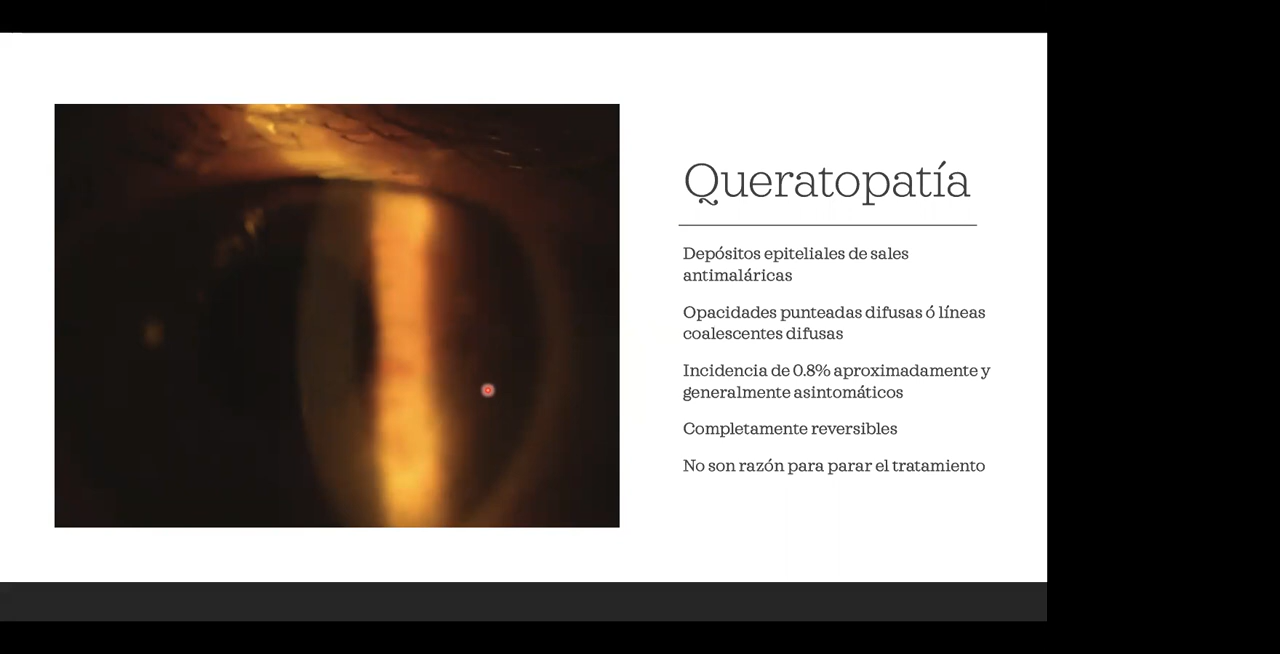 Queratopatía
Depósitos epiteliales de sales
antimaláricas
Opacidades punteadas difusas ó líneas
coalescentes difusas
Incidencia de 0.8% aproximadamente y
generalmente asintomáticos
Completamente reversibles
No son razón para parar el tratamiento